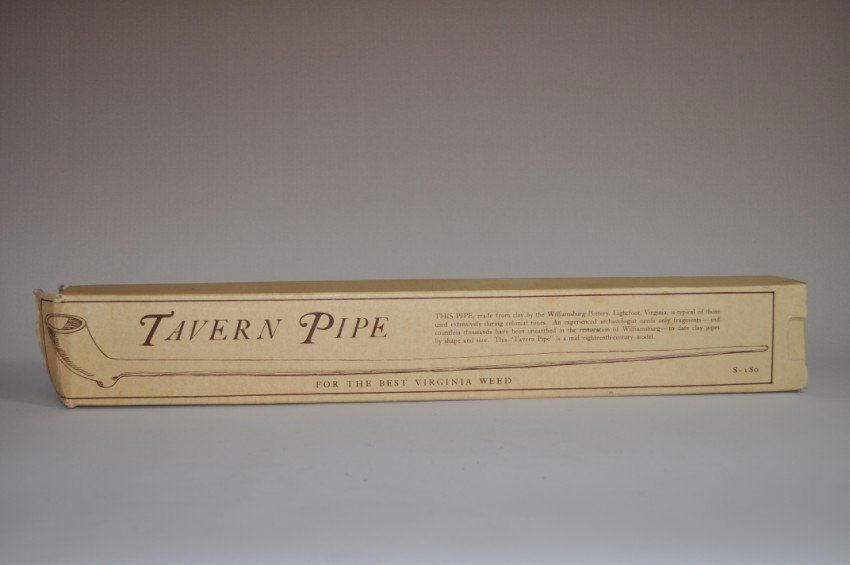 TAVERN PIPE
THIS PIPE, made from clay by the Williamsburg Pottery, Lightfoot, Virginia, is typical of those
used extensively during colonial times. An experienced archaeologist needs only fragments—and
countless thousands have been unearthed in the restoration of Williamsburg—to date clay pipes
by shape and size. This "Tavern Pipe" is a mid eighteenth-century model.
FOR THE BEST VIRGINIA WEED
S-180